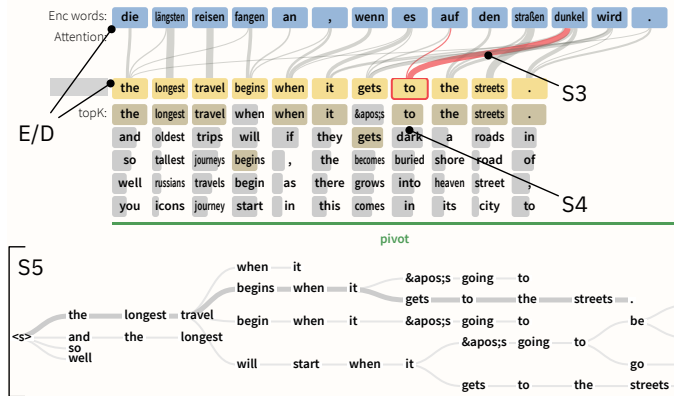 Enc words: die längsten reisen fangen an , wenn es auf den straßen dunkel wird .
Attention:
S3
the longest travel begins when it gets to the streets .
topK: the longest travel when when it &apos;s to the streets .
E/D
and oldest trips will if they gets dark a roads in
so tallest journeys begins , the becomes buried shore road of
well russians travels begin as there grows into heaven street ,
you icons journey start in this comes in its city to
S4
pivot
S5
when it
&apos;s going to
begins when it
gets to the streets .
the longest travel
begin when it &apos;s going to be
<s>
and the longest
so
&apos;s going to
well
will start when it
go
gets to the streets